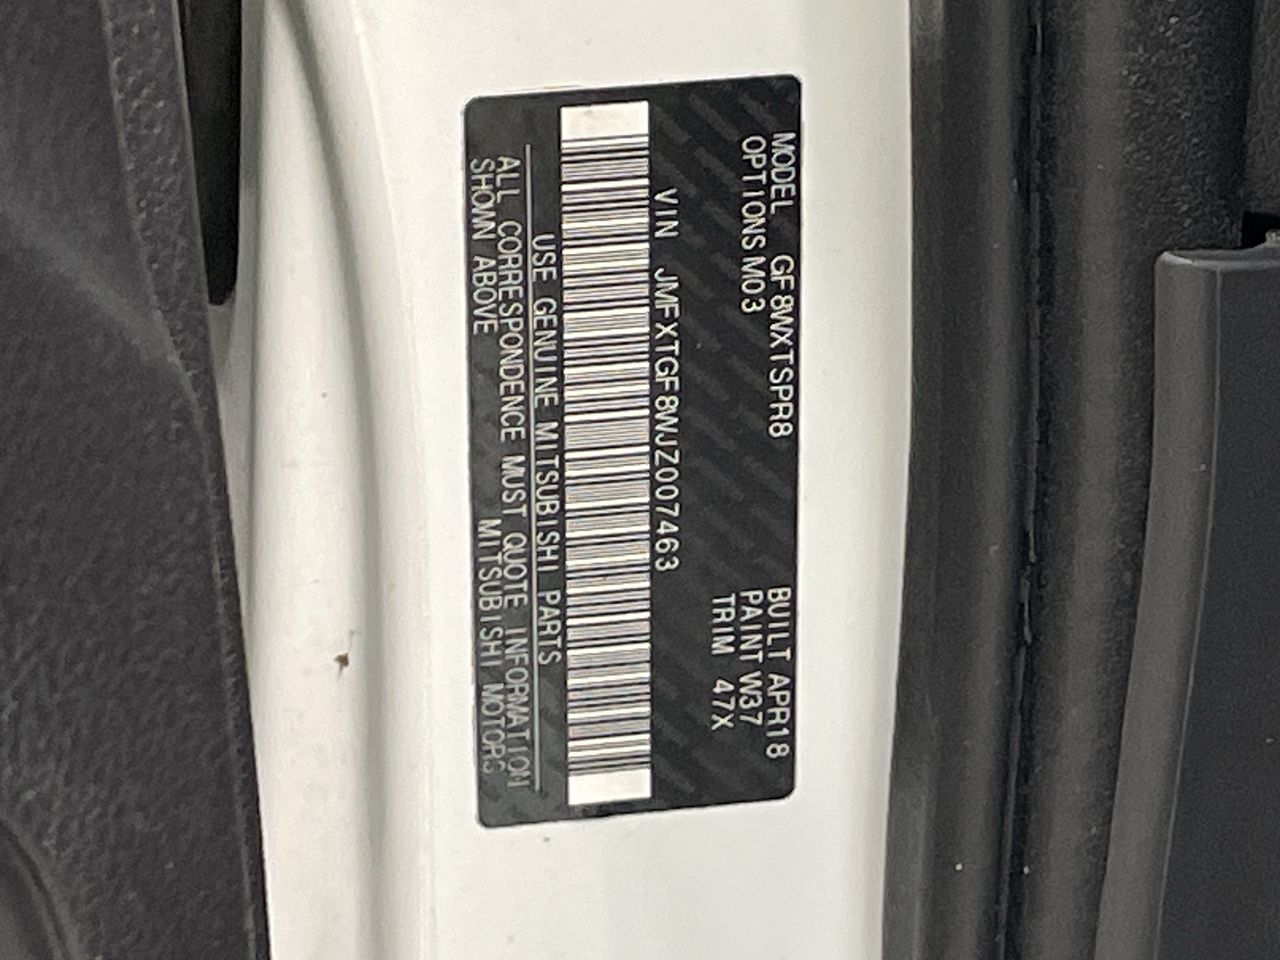 MODEL GF8WXTSPR8 BUILT APR18
OPTIONS M03 PAINT W37
TRIM 47X
VIN JMFXTGF8WJZ007463
USE GENUINE MITSUBISHI PARTS
ALL CORRESPONDENCE MUST QUOTE INFORMATION
SHOWN ABOVE MITSUBISHI MOTORS